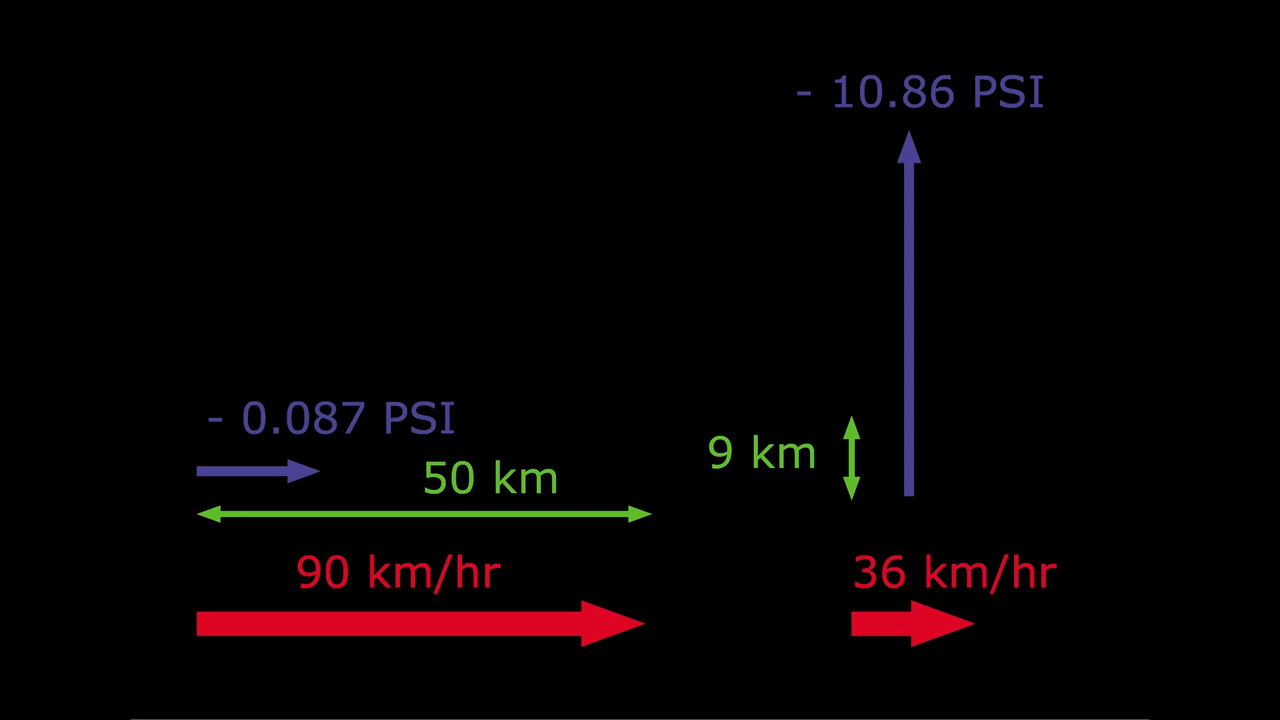 - 10.86 PSI
- 0.087 PSI
50 km
9 km
90 km/hr
36 km/hr